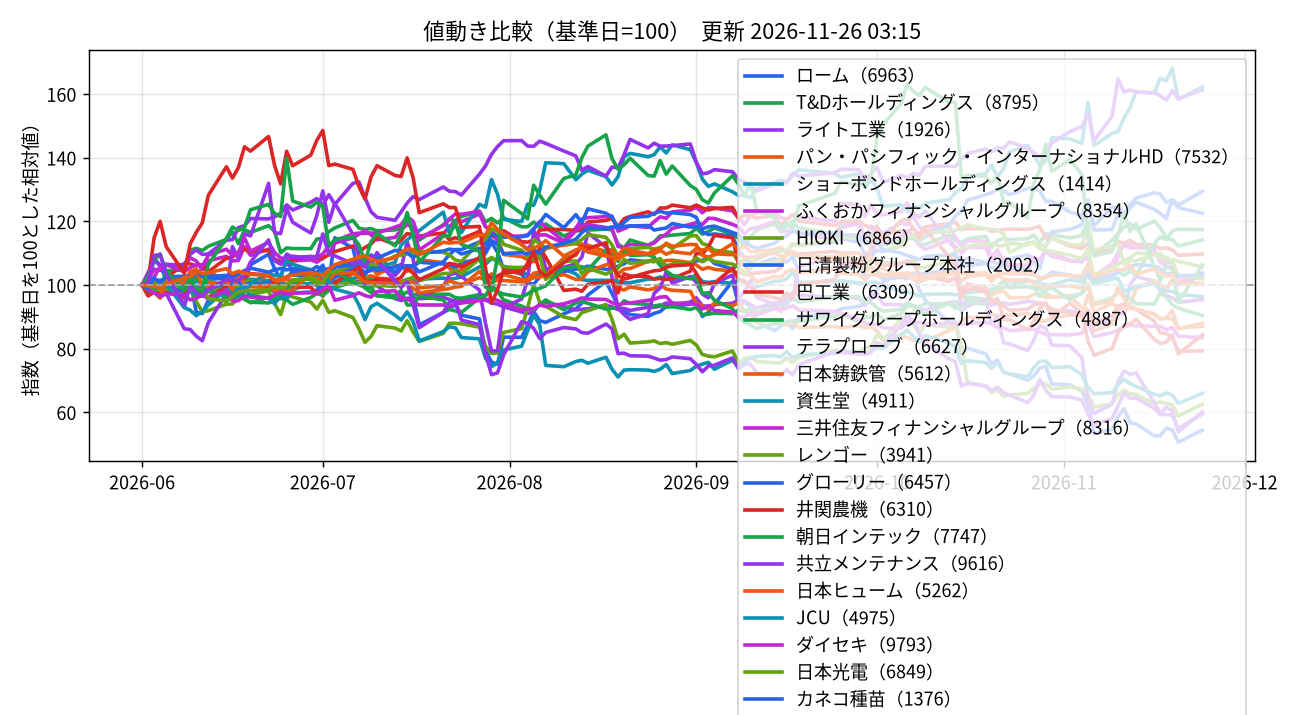 値動き比較（基準日=100） 更新 2026-11-26 03:15
指数（基準日を100とした相対値）
160
140
120
100
80
60
2026-06
2026-07
2026-08
2026-09
2026-11
2026-12
ローム（6963）
T&Dホールディングス（8795）
ライト工業（1926）
パン・パシフィック・インターナショナルHD（7532）
ショーボンドホールディングス（1414）
ふくおかフィナンシャルグループ（8354）
HIOKI（6866）
日清製粉グループ本社（2002）
巴工業（6309）
サワイグループホールディングス（4887）
テラプローブ（6627）
日本鋳鉄管（5612）
資生堂（4911）
三井住友フィナンシャルグループ（8316）
レンゴー（3941）
グローリー（6457）
井関農機（6310）
朝日インテック（7747）
共立メンテナンス（9616）
日本ヒューム（5262）
JCU（4975）
ダイセキ（9793）
日本光電（6849）
カネコ種苗（1376）